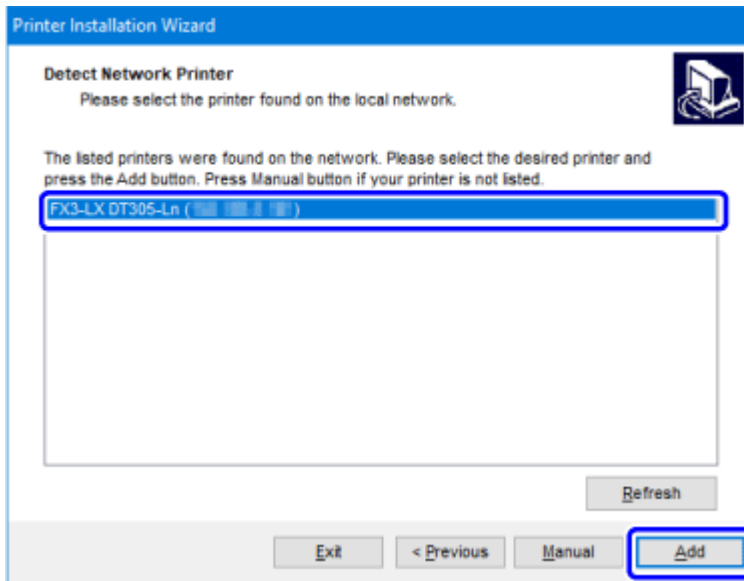 Printer Installation Wizard
Detect Network Printer
Please select the printer found on the local network.
The listed printers were found on the network. Please select the desired printer and
press the Add button. Press Manual button if your printer is not listed.
FX3-LX DT305-Ln ( )
Refresh
Exit
< Previous
Manual
Add